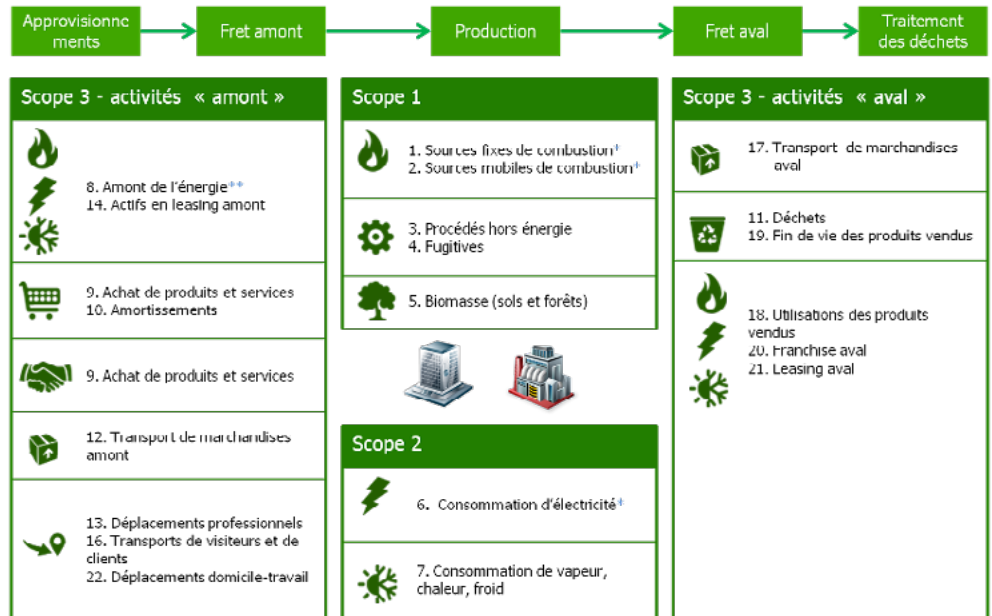 Approvisionne
ments
Fret amont
Production
Fret aval
Traitement
des déchets
Scope 3 - activités « amont »
8. Amont de l'énergie**
14. Actifs en leasing amont
9. Achat de produits et services
10. Amortissements
9. Achat de produits et services
12. Transport de marchandises
amont
13. Déplacements professionnels
16. Transports de visiteurs et de
clients
22. Déplacements domicile-travail
Scope 1
1. Sources fixes de combustion*
2. Sources mobiles de combustion*
3. Procédés hors énergie
4. Fugitives
5. Biomasse (sols et forêts)
Scope 2
6. Consommation d'électricité*
7. Consommation de vapeur,
chaleur, froid
Scope 3 - activités « aval »
17. Transport de marchandises
aval
11. Déchets
19. Fin de vie des produits vendus
18. Utilisations des produits
vendus
20. Franchise aval
21. Leasing aval